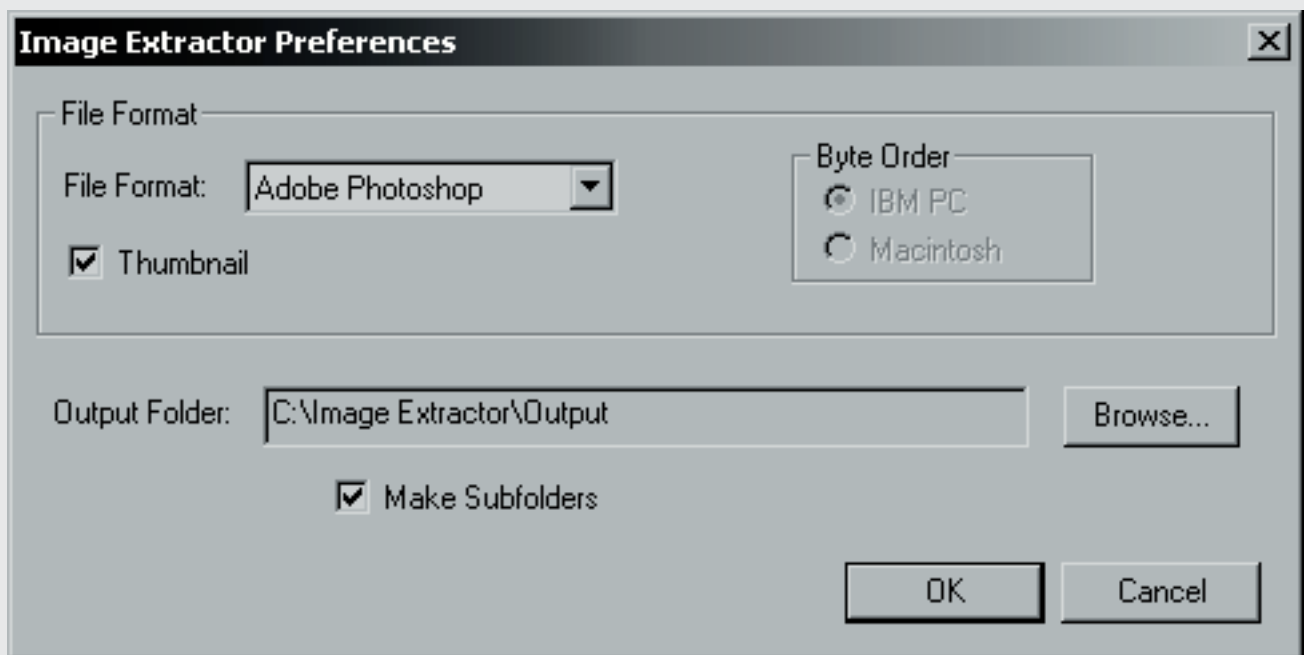 Image Extractor Preferences
File Format
File Format: Adobe Photoshop
Thumbnail
Byte Order
IBM PC
Macintosh
Output Folder: C:\Image Extractor\Output Browse...
Make Subfolders
OK Cancel